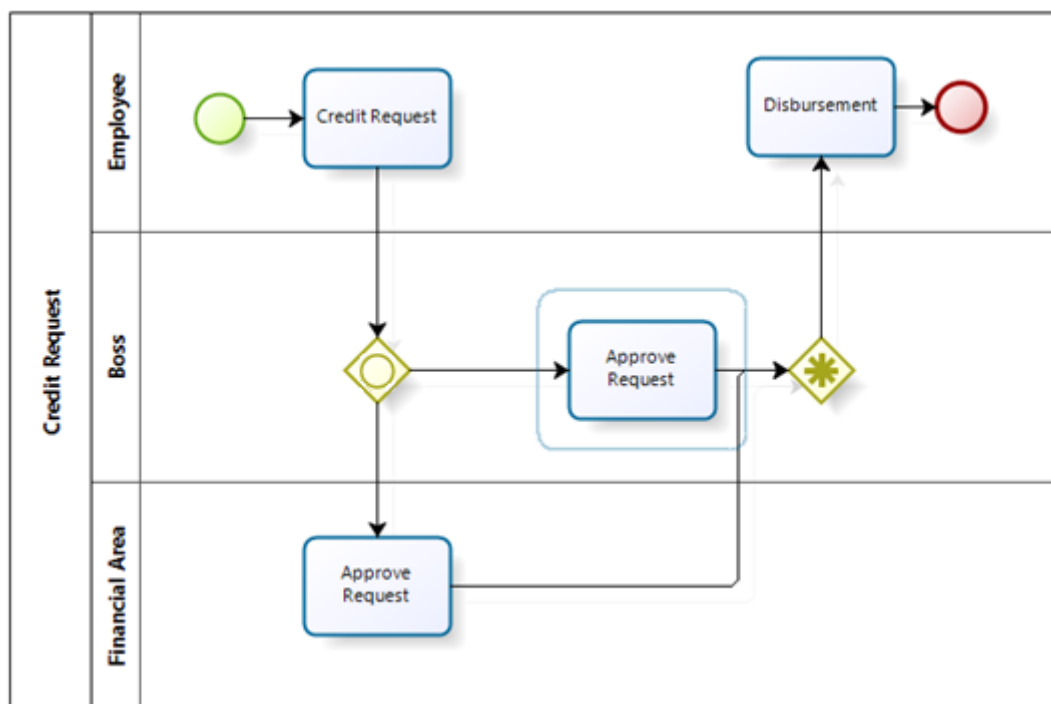 Credit Request
Employee
Credit Request
Disbursement
Boss
Approve
Request
Financial Area
Approve
Request